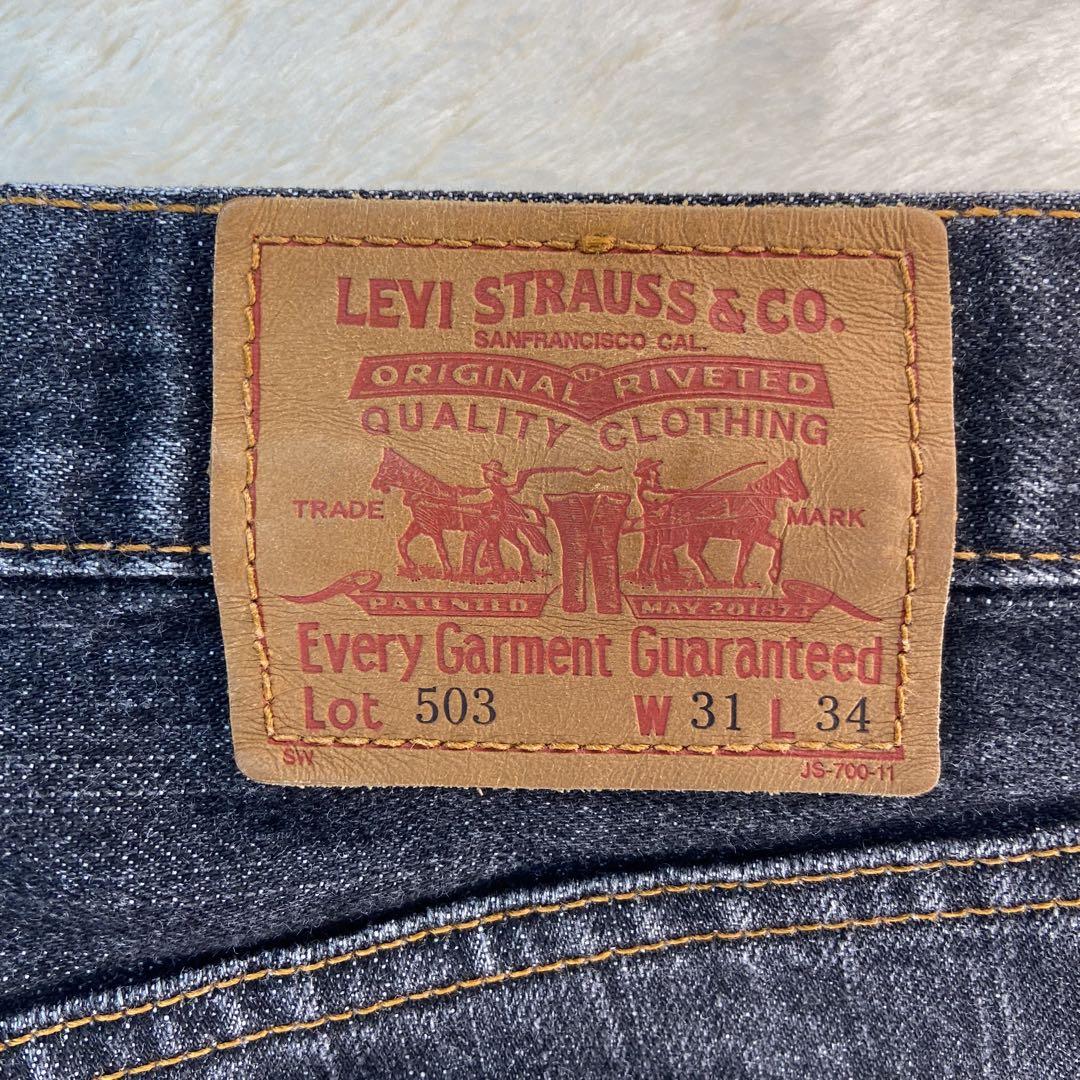 LEVI STRAUSS & CO.
SANFRANCISCO CAL.
ORIGINAL RIVETED
QUALITY CLOTHING
TRADE MARK
PATENTED MAY 20 1873
Every Garment Guaranteed
Lot 503 W 31 L 34
SW JS-700-11